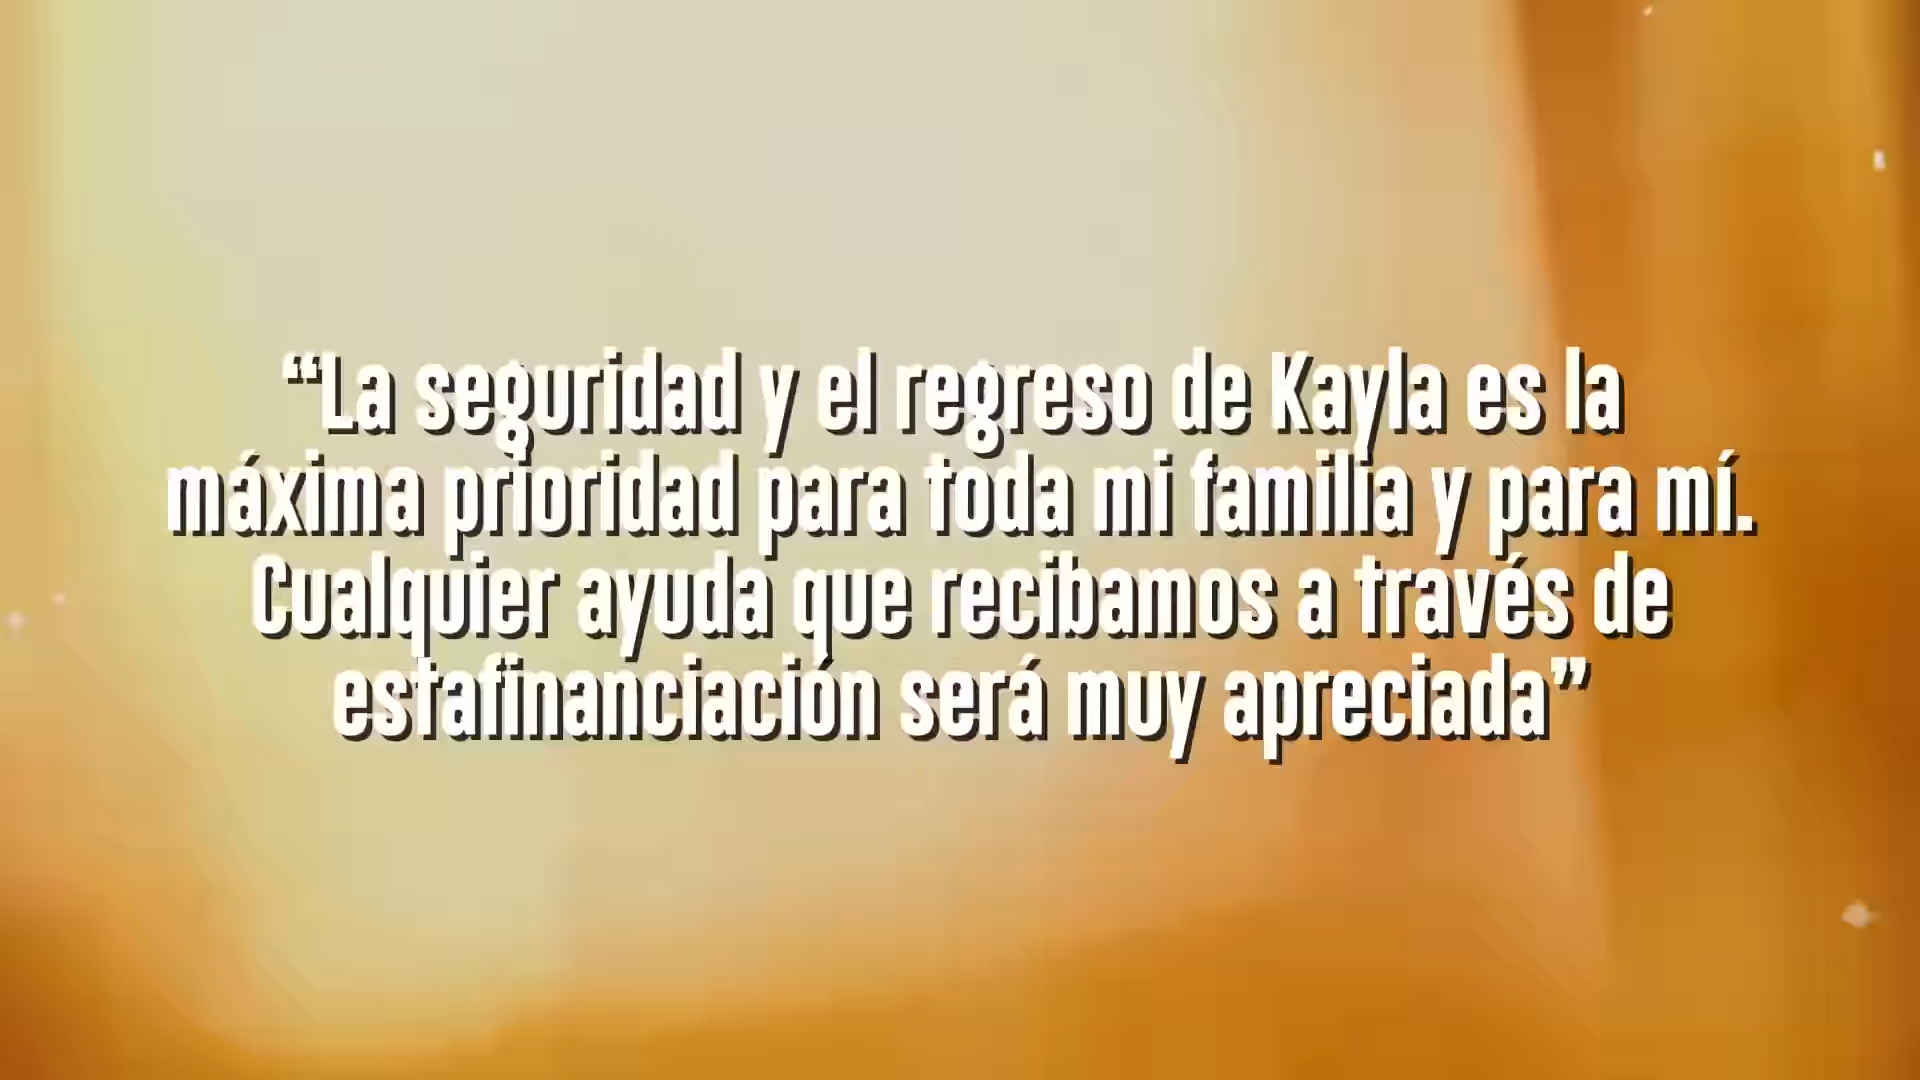 “La seguridad y el regreso de Kayla es la
máxima prioridad para toda mi familia y para mí.
Cualquier ayuda que recibamos a través de
estafinanciación será muy apreciada”